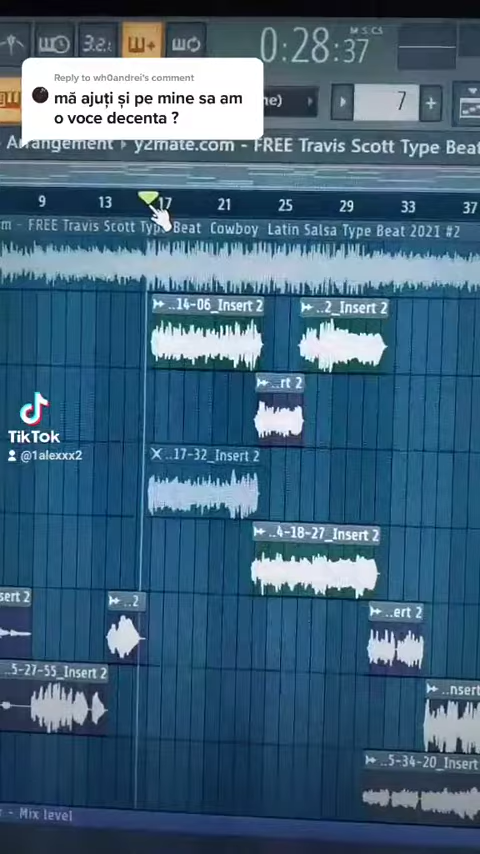 3.2:
0:28:37
M:S:CS
Reply to wh0andrei's comment
mă ajuți și pe mine sa am
o voce decenta ?
ne)
7
Arrangement ▸ y2mate.com - FREE Travis Scott Type Beat
9 13 17 21 25 29 33 37
m - FREE Travis Scott Type Beat Cowboy Latin Salsa Type Beat 2021 #2
..14-06_Insert 2
..2_Insert 2
..rt 2
TikTok
@1alexxx2
..17-32_Insert 2
..4-18-27_Insert 2
sert 2
..2
..ert 2
..5-27-55_Insert 2
..nsert
..5-34-20_Insert
- Mix level